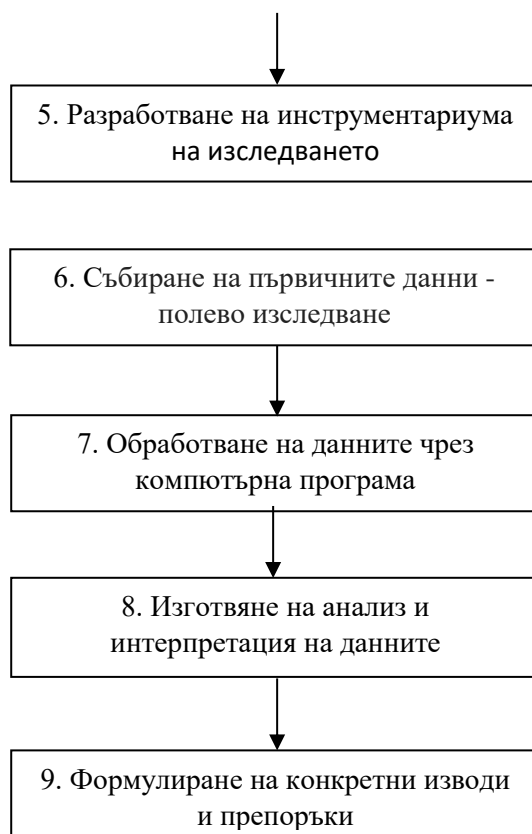 5. Разработване на инструментариума
на изследването
6. Събиране на първичните данни -
полево изследване
7. Обработване на данните чрез
компютърна програма
8. Изготвяне на анализ и
интерпретация на данните
9. Формулиране на конкретни изводи
и препоръки